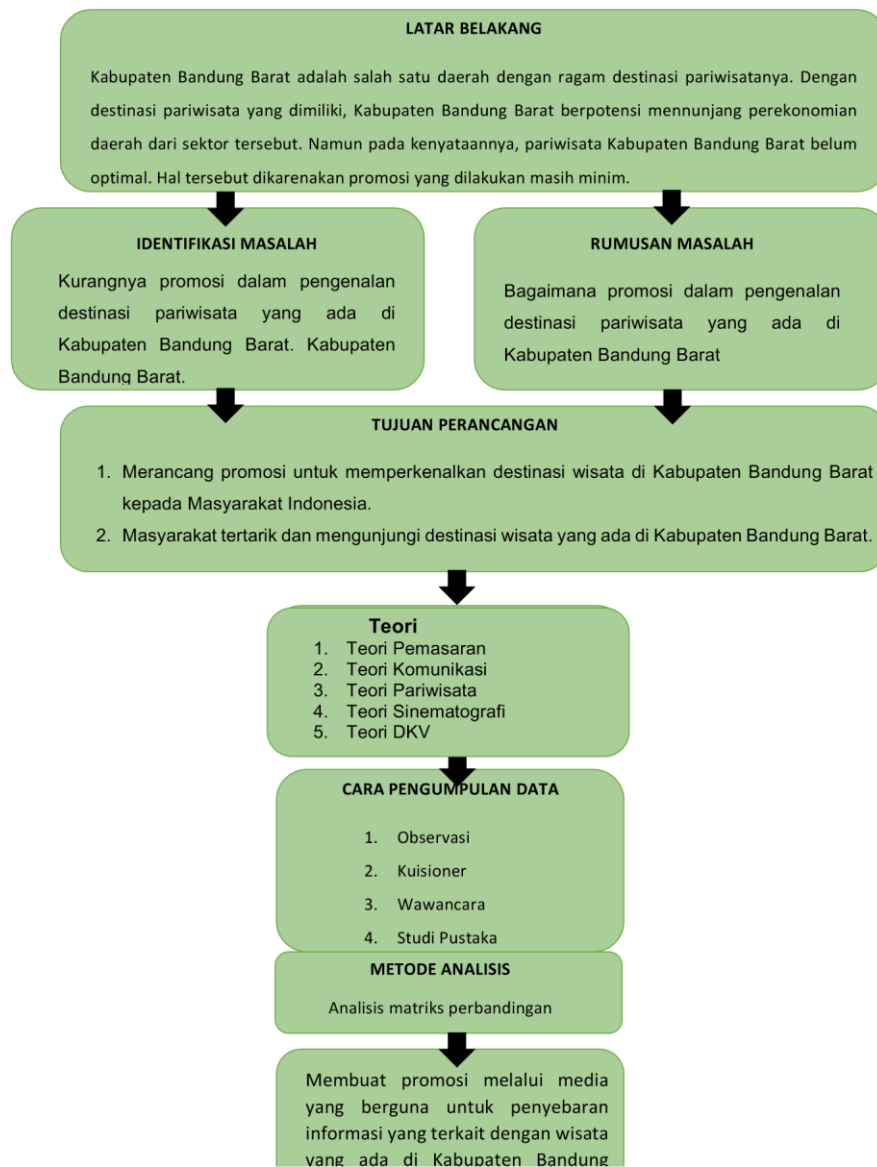 LATAR BELAKANG
Kabupaten Bandung Barat adalah salah satu daerah dengan ragam destinasi pariwisatanya. Dengan
destinasi pariwisata yang dimiliki, Kabupaten Bandung Barat berpotensi mennunjang perekonomian
daerah dari sektor tersebut. Namun pada kenyataannya, pariwisata Kabupaten Bandung Barat belum
optimal. Hal tersebut dikarenakan promosi yang dilakukan masih minim.
IDENTIFIKASI MASALAH
Kurangnya promosi dalam pengenalan
destinasi pariwisata yang ada di
Kabupaten Bandung Barat. Kabupaten
Bandung Barat.
RUMUSAN MASALAH
Bagaimana promosi dalam pengenalan
destinasi pariwisata yang ada di
Kabupaten Bandung Barat
TUJUAN PERANCANGAN
1. Merancang promosi untuk memperkenalkan destinasi wisata di Kabupaten Bandung Barat
kepada Masyarakat Indonesia.
2. Masyarakat tertarik dan mengunjungi destinasi wisata yang ada di Kabupaten Bandung Barat.
Teori
1. Teori Pemasaran
2. Teori Komunikasi
3. Teori Pariwisata
4. Teori Sinematografi
5. Teori DKV
CARA PENGUMPULAN DATA
1. Observasi
2. Kuisioner
3. Wawancara
4. Studi Pustaka
METODE ANALISIS
Analisis matriks perbandingan
Membuat promosi melalui media
yang berguna untuk penyebaran
informasi yang terkait dengan wisata
yang ada di Kabupaten Bandung